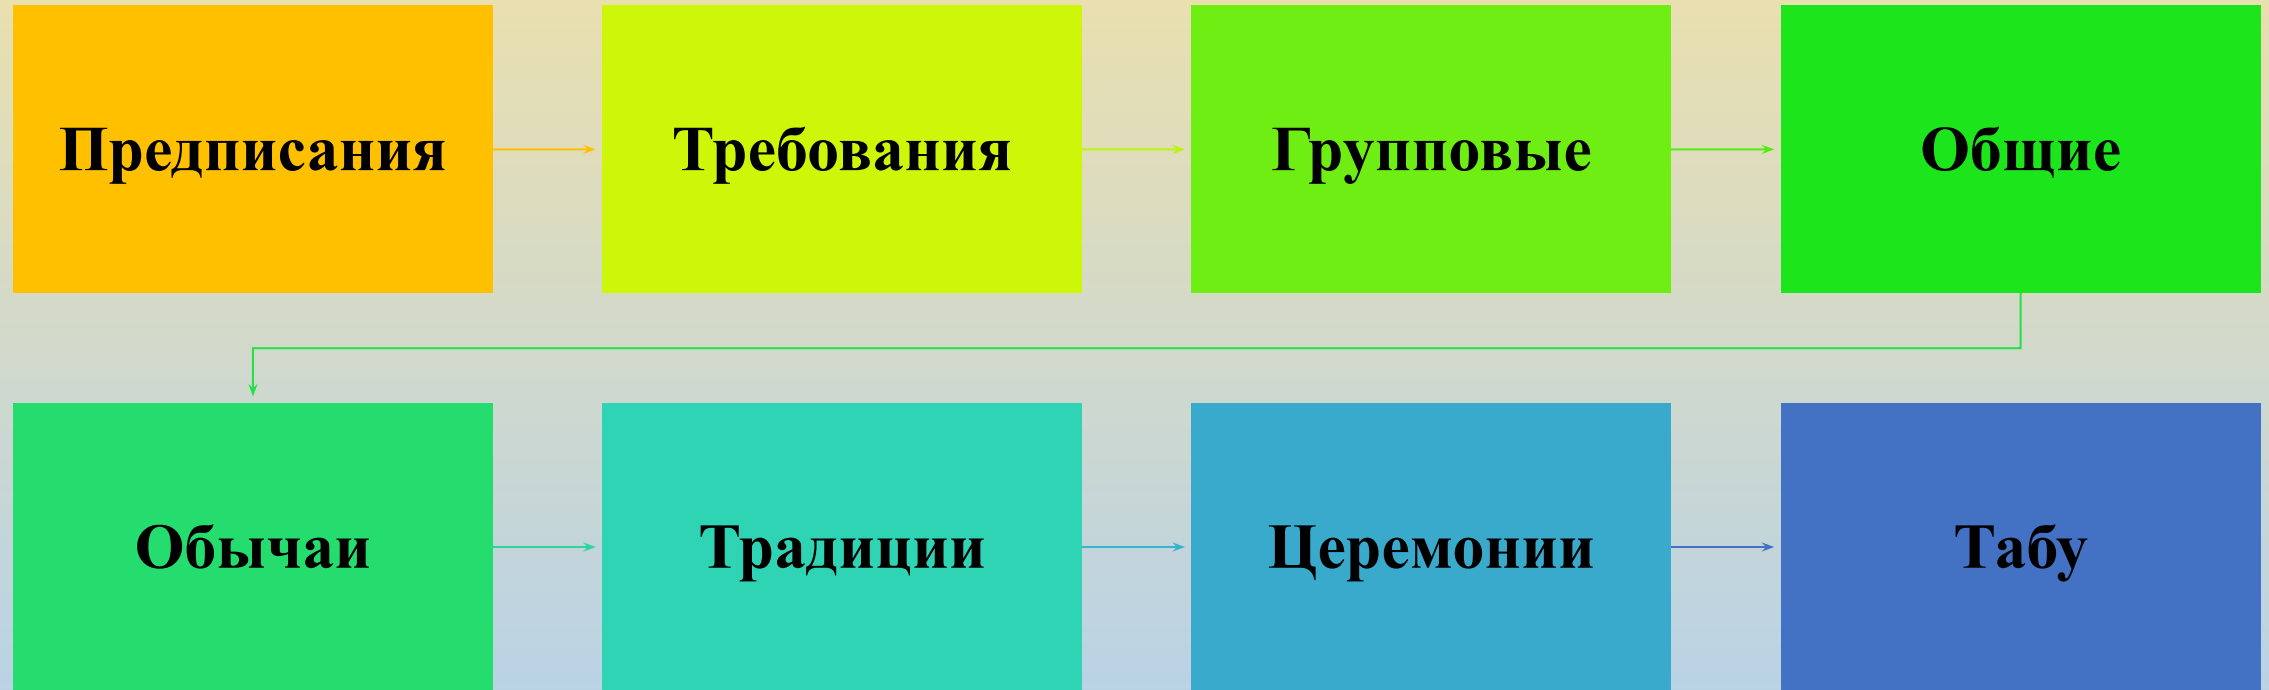 Предписания
Требования
Групповые
Общие
Обычаи
Традиции
Церемонии
Табу